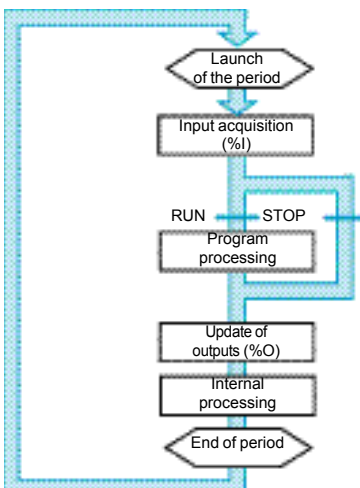 Launch
of the period
Input acquisition
(%I)
RUN STOP
Program
processing
Update of
outputs (%O)
Internal
processing
End of period